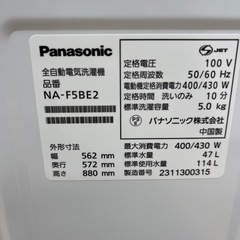 Panasonic
全自動電気洗濯機
品番
NA-F5BE2
外形寸法
幅 562 mm
奥行 572 mm
高さ 880 mm
JET
定格電圧 100 V
定格周波数 50/60 Hz
電動機定格消費電力 400/430 W
定格時間 洗いのみ 10 分
標準洗濯容量 5.0 kg
パナソニック株式会社
中国製
最大消費電力 400/430 W
標準水量 47 L
標準使用水量 114 L
製造番号 2311300315